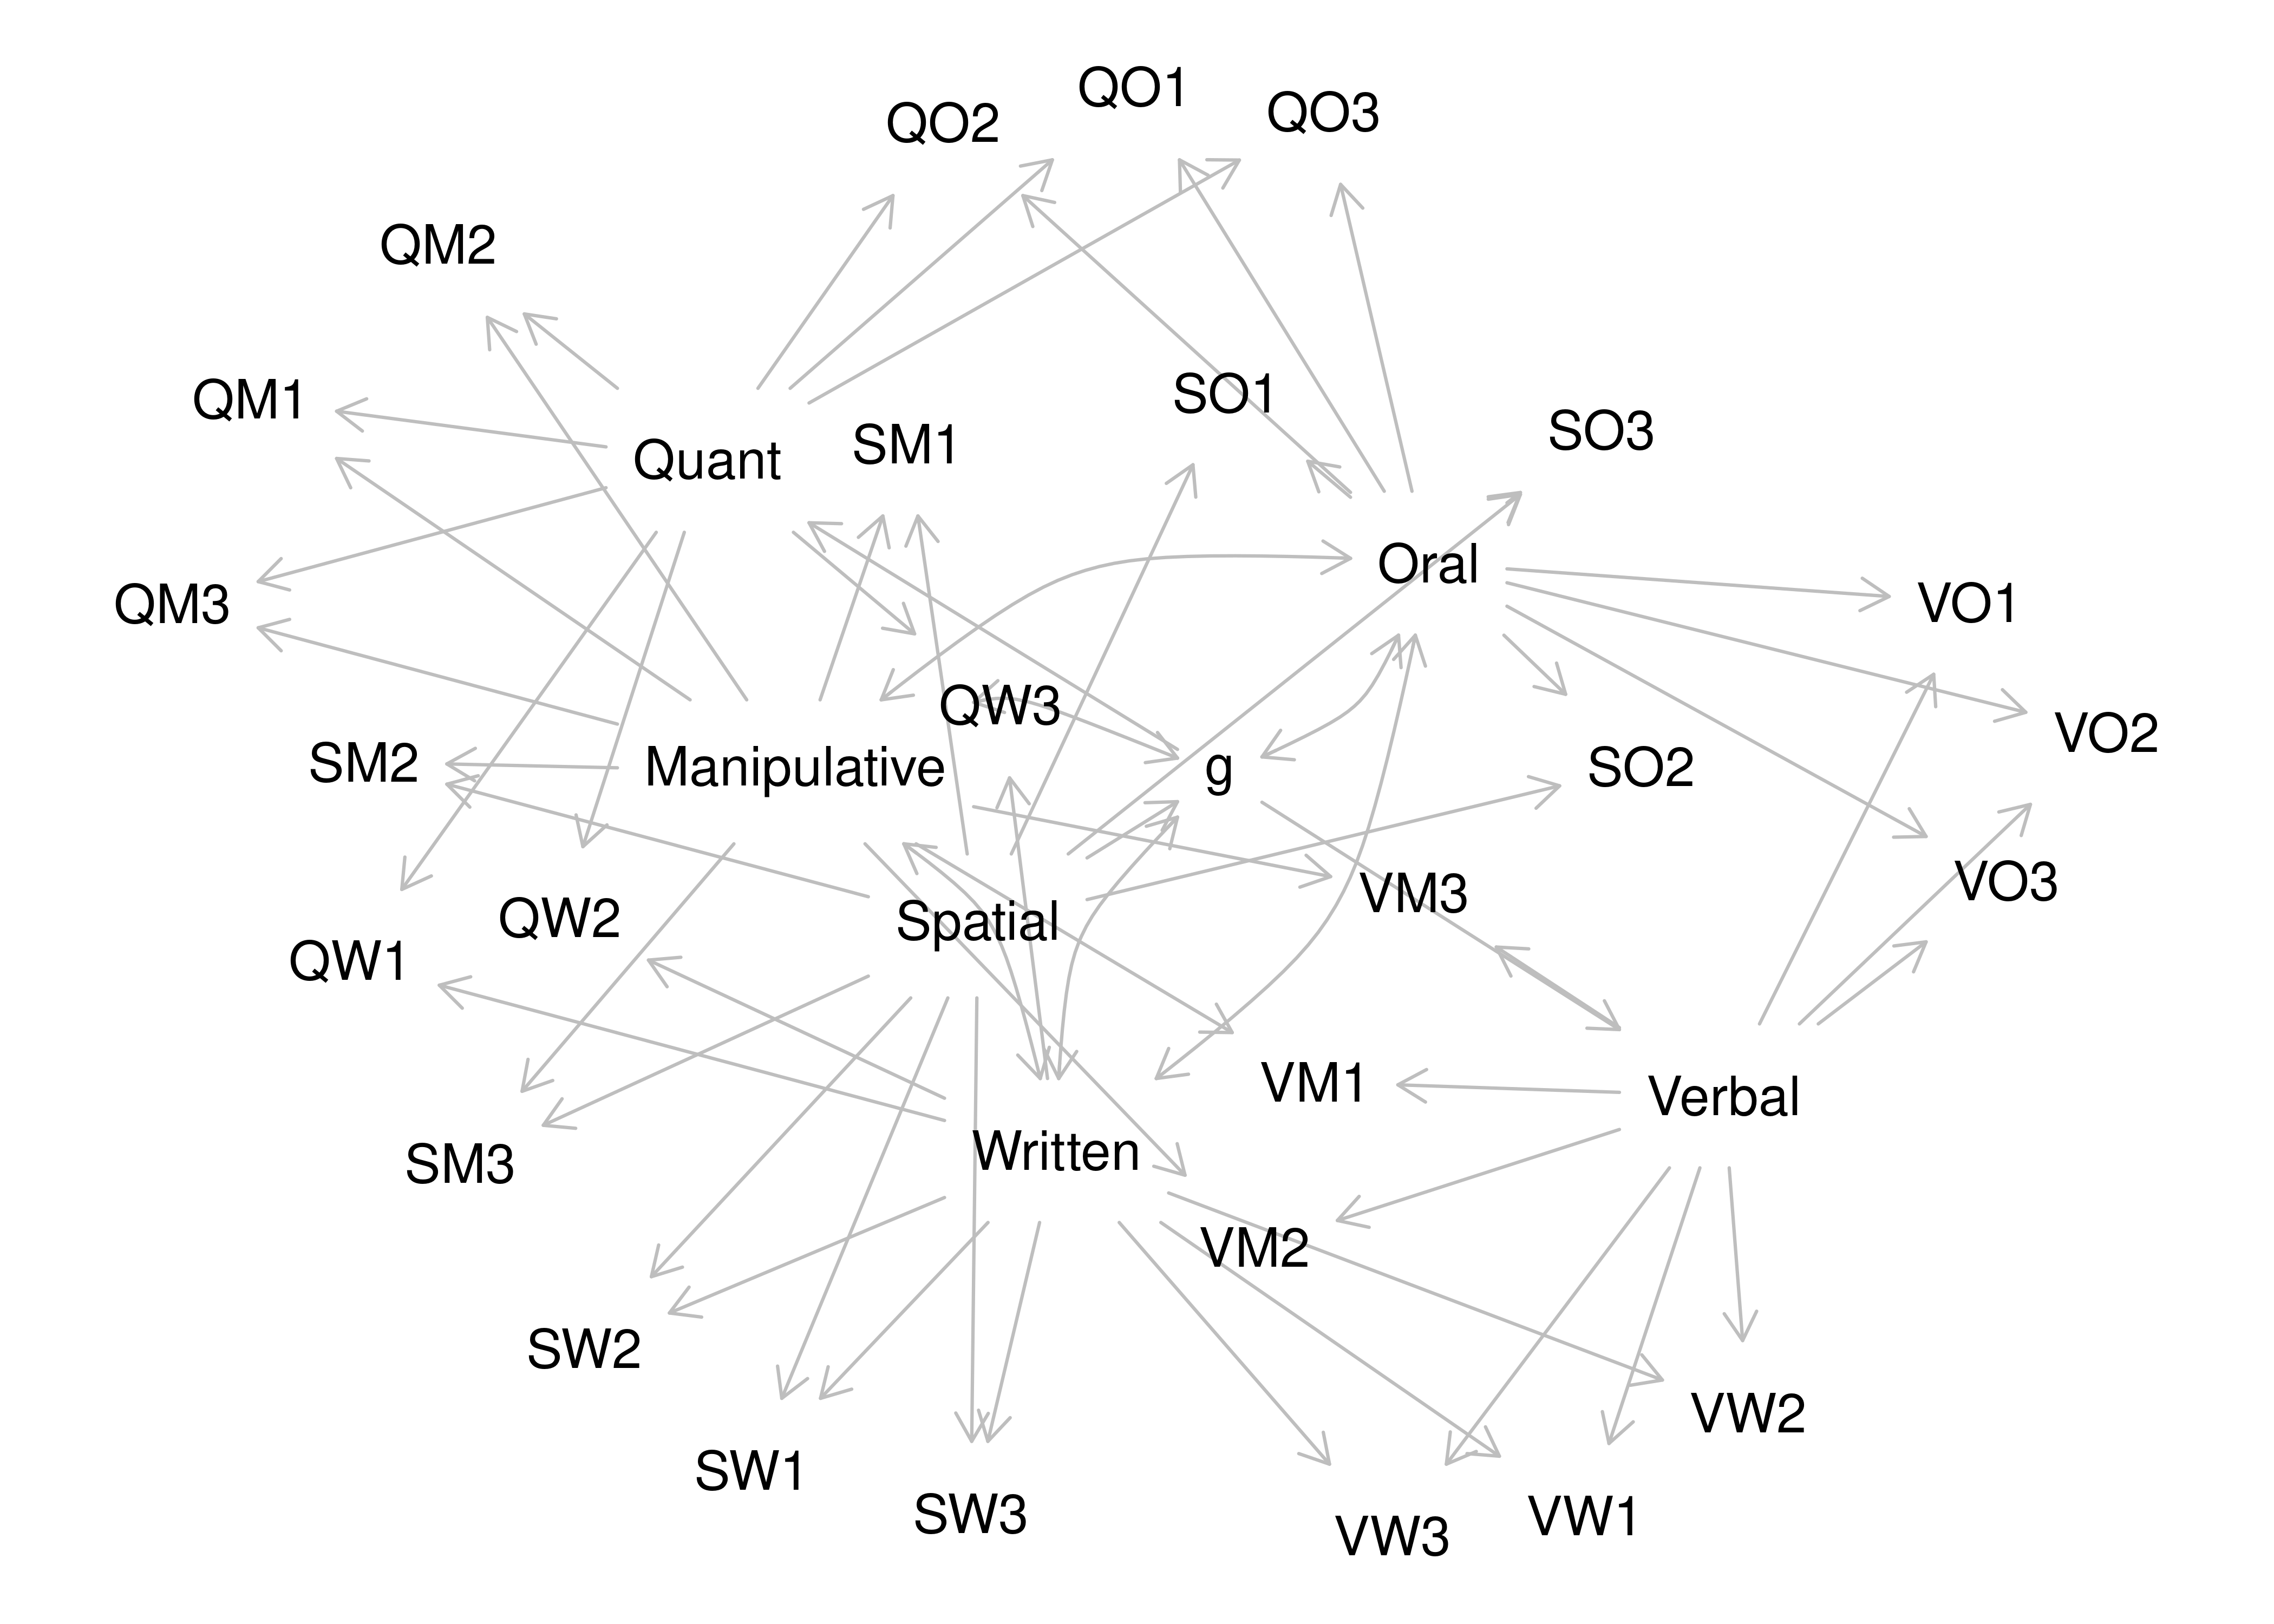 QO1
QO3
QO2
QM2
SO1
QM1
SO3
SM1
Quant
Oral
VO1
QM3
QW3
VO2
SM2
Manipulative
g
SO2
VO3
VM3
QW2
Spatial
QW1
VM1
Verbal
Written
SM3
VM2
SW2
VW2
SW1
SW3
VW1
VW3